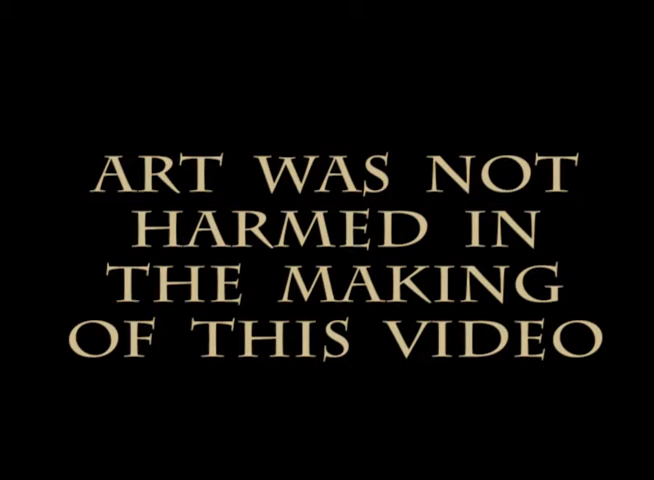 ART WAS NOT
HARMED IN
THE MAKING
OF THIS VIDEO